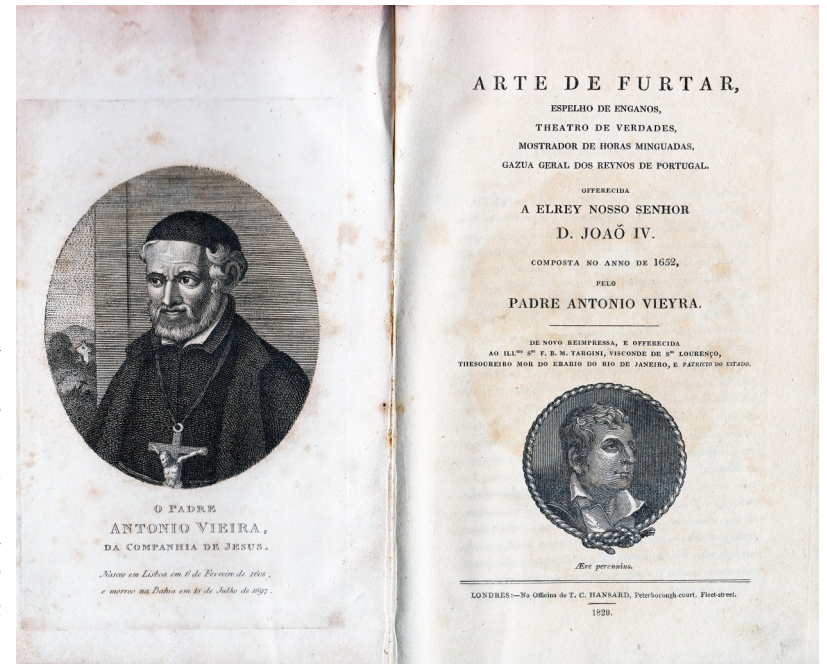 O PADRE
ANTONIO VIEIRA,
DA COMPANHIA DE JESUS.
Nasceo em Lisboa em 6 de Fevreiro de 1608,
e morreo na Bahia em 18 de Julho de 1697.
ARTE DE FURTAR,
ESPELHO DE ENGANOS,
THEATRO DE VERDADES,
MOSTRADOR DE HORAS MINGUADAS,
GAZUA GERAL DOS REYNOS DE PORTUGAL.
OFFERECIDA
A ELREY NOSSO SENHOR
D. JOAÕ IV.
COMPOSTA NO ANNO DE 1652,
PELO
PADRE ANTONIO VIEYRA.
DE NOVO REIMPRESSA, E OFFERECIDA
AO ILL.mo Sr F. B. M. TARGINI, VISCONDE DE Sm LOURENÇO,
THESOUREIRO MOR DO ERARIO DO RIO DE JANEIRO, E PATRICIO DO ESTADO.
Ære perennius.
LONDRES:—Na Officina de T. C. HANSARD, Peterborough-court, Fleet-street.
1820.